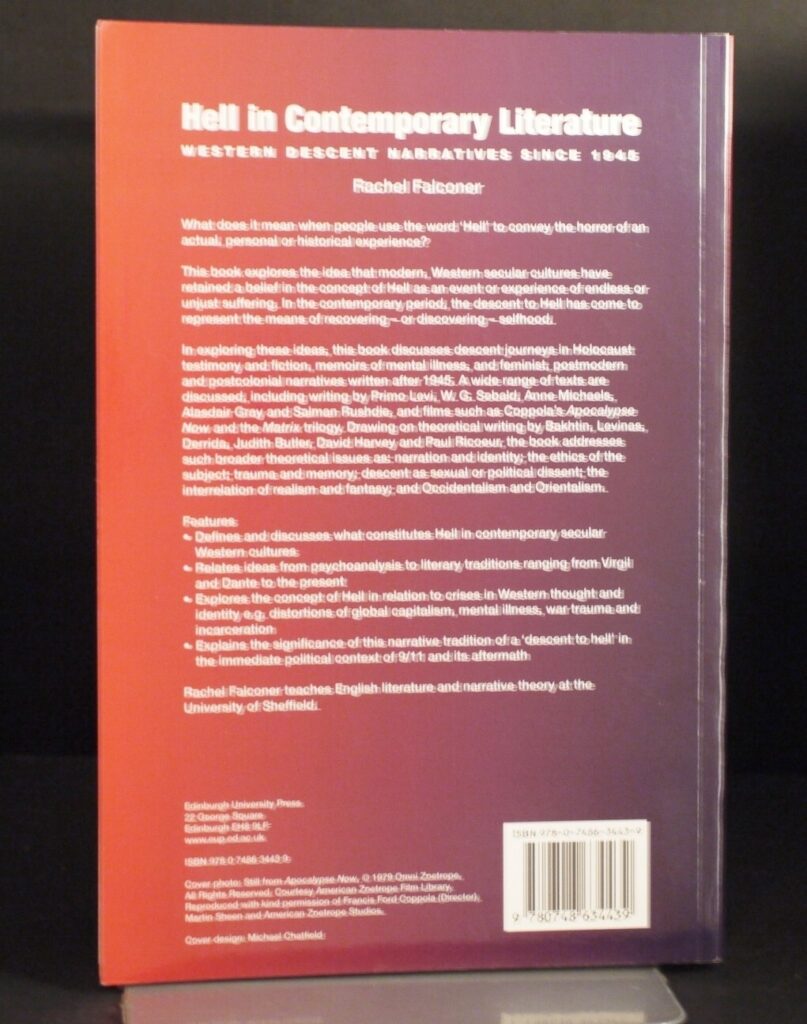 Hell in Contemporary Literature
WESTERN DESCENT NARRATIVES SINCE 1945
Rachel Falconer
What does it mean when people use the word 'Hell' to convey the horror of an
actual, personal or historical experience?
This book explores the idea that modern, Western secular cultures have
retained a belief in the concept of Hell as an event or experience of endless or
unjust suffering. In the contemporary period, the descent to Hell has come to
represent the means of recovering – or discovering – selfhood.
In exploring these ideas, this book discusses descent journeys in Holocaust
testimony and fiction, memoirs of mental illness, and feminist, postmodern
and postcolonial narratives written after 1945. A wide range of texts are
discussed, including writing by Primo Levi, W. G. Sebald, Anne Michaels,
Alasdair Gray and Salman Rushdie, and films such as Coppola's Apocalypse
Now and the Matrix trilogy. Drawing on theoretical writing by Bakhtin, Levinas,
Derrida, Judith Butler, David Harvey and Paul Ricoeur, the book addresses
such broader theoretical issues as: narration and identity; the ethics of the
subject; trauma and memory; descent as sexual or political dissent; the
interrelation of realism and fantasy; and Occidentalism and Orientalism.
Features
• Defines and discusses what constitutes Hell in contemporary secular
Western cultures
• Relates ideas from psychoanalysis to literary traditions ranging from Virgil
and Dante to the present
• Explores the concept of Hell in relation to crises in Western thought and
identity e.g. distortions of global capitalism, mental illness, war trauma and
incarceration
• Explains the significance of this narrative tradition of a 'descent to hell' in
the immediate political context of 9/11 and its aftermath
Rachel Falconer teaches English literature and narrative theory at the
University of Sheffield.
Edinburgh University Press
22 George Square
Edinburgh EH8 9LF
www.eup.ed.ac.uk
ISBN 978 0 7486 3443 9
Cover photo: Still from Apocalypse Now, © 1979 Omni Zoetrope.
All Rights Reserved. Courtesy American Zoetrope Film Library.
Reproduced with kind permission of Francis Ford Coppola (Director),
Martin Sheen and American Zoetrope Studios.
Cover design: Michael Chatfield
ISBN 978-0-7486-3443-9
9 780748 634439